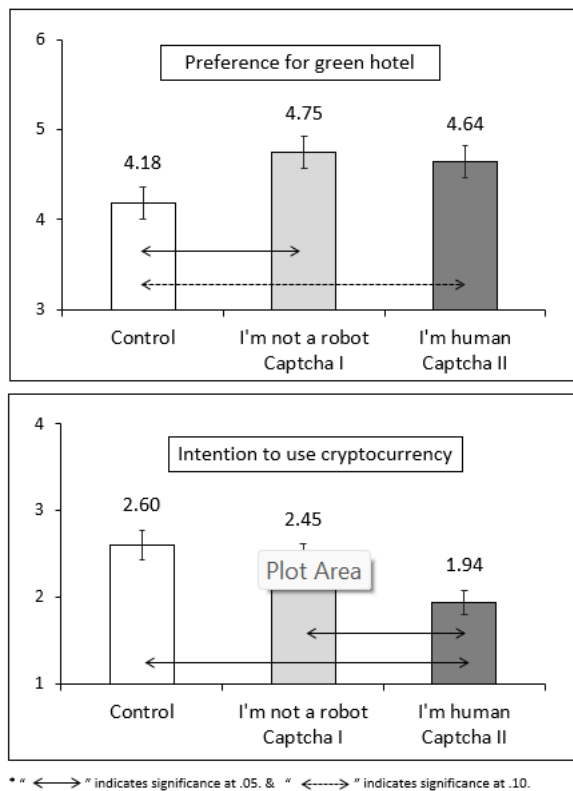 Preference for green hotel
6
5
4
3
4.18
4.75
4.64
Control
I'm not a robot
Captcha I
I'm human
Captcha II
Intention to use cryptocurrency
4
3
2
1
2.60
2.45
1.94
Plot Area
Control
I'm not a robot
Captcha I
I'm human
Captcha II
* “ <----> ” indicates significance at .05. & “ <----> ” indicates significance at .10.